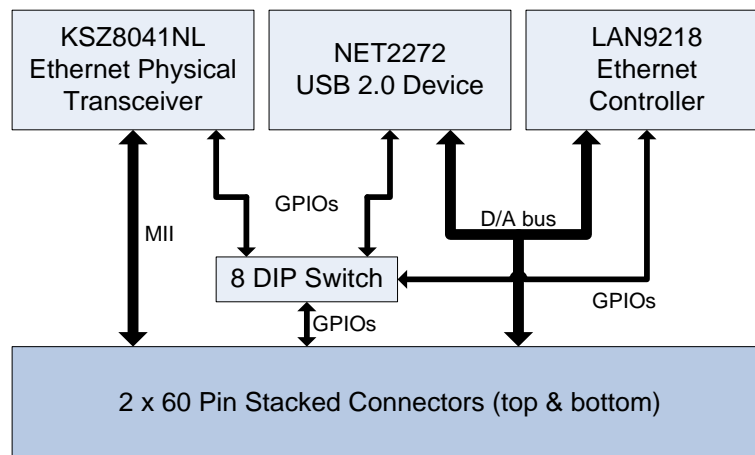 KSZ8041NL
Ethernet Physical
Transceiver
NET2272
USB 2.0 Device
LAN9218
Ethernet
Controller
GPIOs
D/A bus
MII
8 DIP Switch
GPIOs
GPIOs
2 x 60 Pin Stacked Connectors (top & bottom)